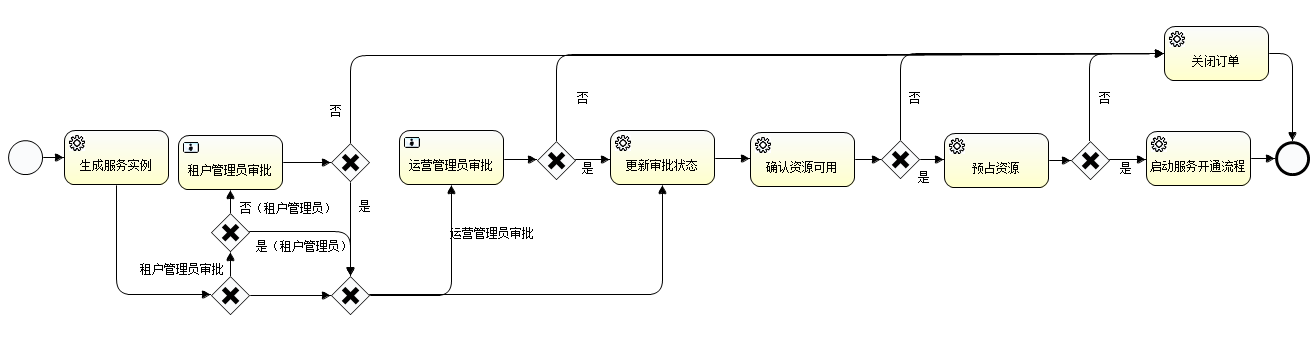 关闭订单
否
否
否
否
生成服务实例
租户管理员审批
运营管理员审批
更新审批状态
确认资源可用
预占资源
启动服务开通流程
是
是
是
是
否（租户管理员）
是（租户管理员）
运营管理员审批
租户管理员审批